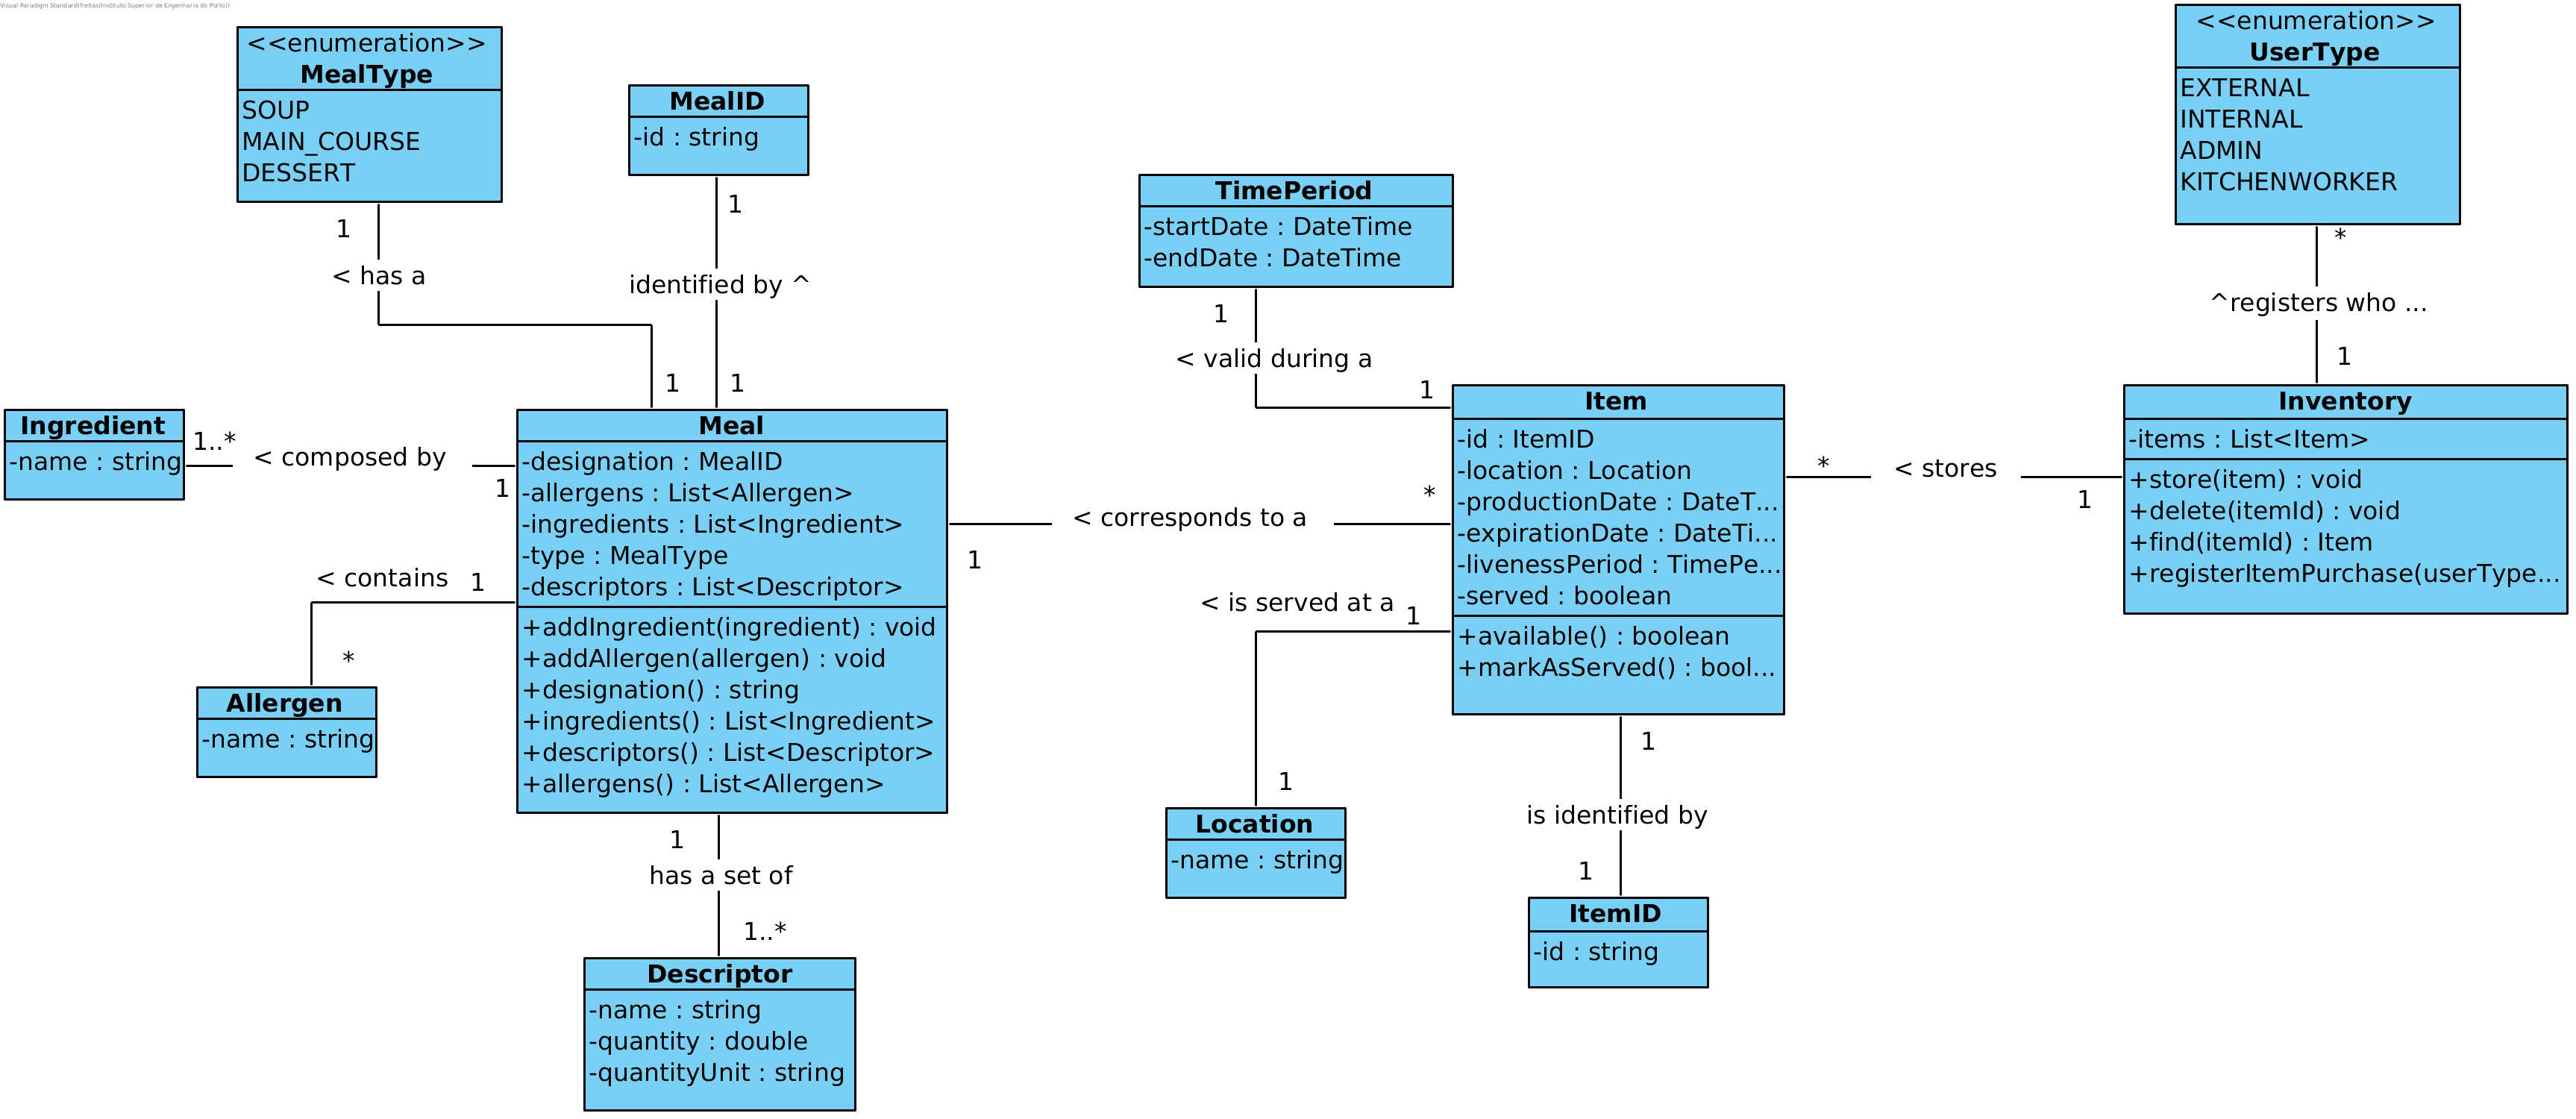 Visual Paradigm Standard(freitas(Instituto Superior de Engenharia do Porto))
<<enumeration>>
MealType
SOUP
MAIN_COURSE
DESSERT
1
< has a
1
MealID
-id : string
1
identified by ^
1
Ingredient
-name : string
1..*
< composed by
1
Meal
-designation : MealID
-allergens : List<Allergen>
-ingredients : List<Ingredient>
-type : MealType
-descriptors : List<Descriptor>
+addIngredient(ingredient) : void
+addAllergen(allergen) : void
+designation() : string
+ingredients() : List<Ingredient>
+descriptors() : List<Descriptor>
+allergens() : List<Allergen>
< contains
1
*
Allergen
-name : string
1
has a set of
1..*
Descriptor
-name : string
-quantity : double
-quantityUnit : string
1
< corresponds to a
*
TimePeriod
-startDate : DateTime
-endDate : DateTime
1
< valid during a
1
Item
-id : ItemID
-location : Location
-productionDate : DateT...
-expirationDate : DateTi...
-livenessPeriod : TimePe...
-served : boolean
+available() : boolean
+markAsServed() : bool...
< is served at a
1
1
Location
-name : string
1
is identified by
1
ItemID
-id : string
*
< stores
1
<<enumeration>>
UserType
EXTERNAL
INTERNAL
ADMIN
KITCHENWORKER
*
^registers who ...
1
Inventory
-items : List<Item>
+store(item) : void
+delete(itemId) : void
+find(itemId) : Item
+registerItemPurchase(userType...